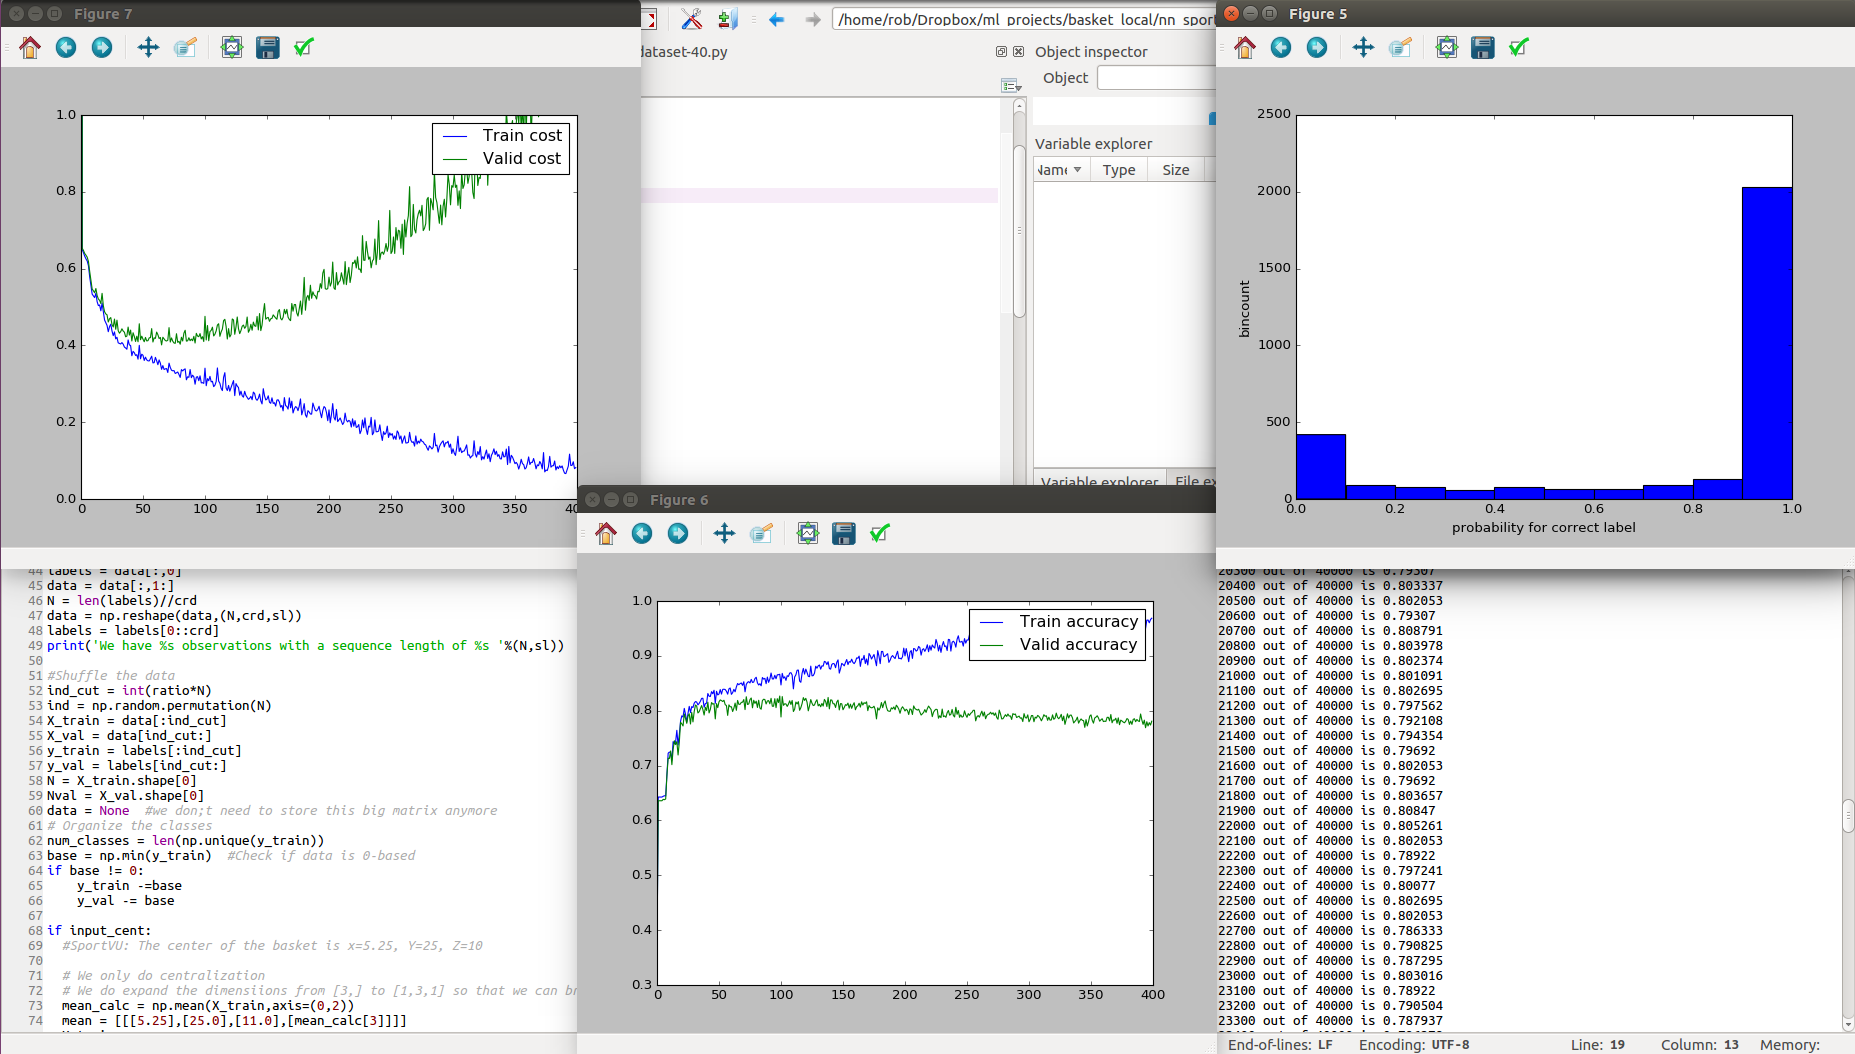 Figure 7
1.0
0.8
0.6
0.4
0.2
0.0
0 50 100 150 200 250 300 350
Train cost
Valid cost
/home/rob/Dropbox/ml_projects/basket_local/nn_sport
dataset-40.py
Object inspector
Object
Variable explorer
Name Type Size
Variable explorer File ex
Figure 5
2500
2000
1500
1000
500
0
0.0 0.2 0.4 0.6 0.8 1.0
bincount
probability for correct label
Figure 6
1.0
0.9
0.8
0.7
0.6
0.5
0.4
0.3
0 50 100 150 200 250 300 350 400
Train accuracy
Valid accuracy
44 labels = data[:,0]
45 data = data[:,1:]
46 N = len(labels)//crd
47 data = np.reshape(data,(N,crd,sl))
48 labels = labels[0::crd]
49 print('We have %s observations with a sequence length of %s '%(N,sl))
50
51 #Shuffle the data
52 ind_cut = int(ratio*N)
53 ind = np.random.permutation(N)
54 X_train = data[:ind_cut]
55 X_val = data[ind_cut:]
56 y_train = labels[:ind_cut]
57 y_val = labels[ind_cut:]
58 N = X_train.shape[0]
59 Nval = X_val.shape[0]
60 data = None  #we don;t need to store this big matrix anymore
61 # Organize the classes
62 num_classes = len(np.unique(y_train))
63 base = np.min(y_train)  #Check if data is 0-based
64 if base != 0:
65     y_train -=base
66     y_val -= base
67
68 if input_cent:
69   #SportVU: The center of the basket is x=5.25, Y=25, Z=10
70
71   # We only do centralization
72   # We do expand the dimensiions from [3,] to [1,3,1] so that we can br
73   mean_calc = np.mean(X_train,axis=(0,2))
74   mean = [[[5.25],[25.0],[11.0],[mean_calc[3]]]]
20300 out of 40000 is 0.79307
20400 out of 40000 is 0.803337
20500 out of 40000 is 0.802053
20600 out of 40000 is 0.79307
20700 out of 40000 is 0.808791
20800 out of 40000 is 0.803978
20900 out of 40000 is 0.802374
21000 out of 40000 is 0.801091
21100 out of 40000 is 0.802695
21200 out of 40000 is 0.797562
21300 out of 40000 is 0.792108
21400 out of 40000 is 0.794354
21500 out of 40000 is 0.79692
21600 out of 40000 is 0.802053
21700 out of 40000 is 0.79692
21800 out of 40000 is 0.803657
21900 out of 40000 is 0.80847
22000 out of 40000 is 0.805261
22100 out of 40000 is 0.802053
22200 out of 40000 is 0.78922
22300 out of 40000 is 0.797241
22400 out of 40000 is 0.80077
22500 out of 40000 is 0.802695
22600 out of 40000 is 0.802053
22700 out of 40000 is 0.786333
22800 out of 40000 is 0.790825
22900 out of 40000 is 0.787295
23000 out of 40000 is 0.803016
23100 out of 40000 is 0.78922
23200 out of 40000 is 0.790504
23300 out of 40000 is 0.787937
End-of-lines: LF Encoding: UTF-8 Line: 19 Column: 13 Memory: